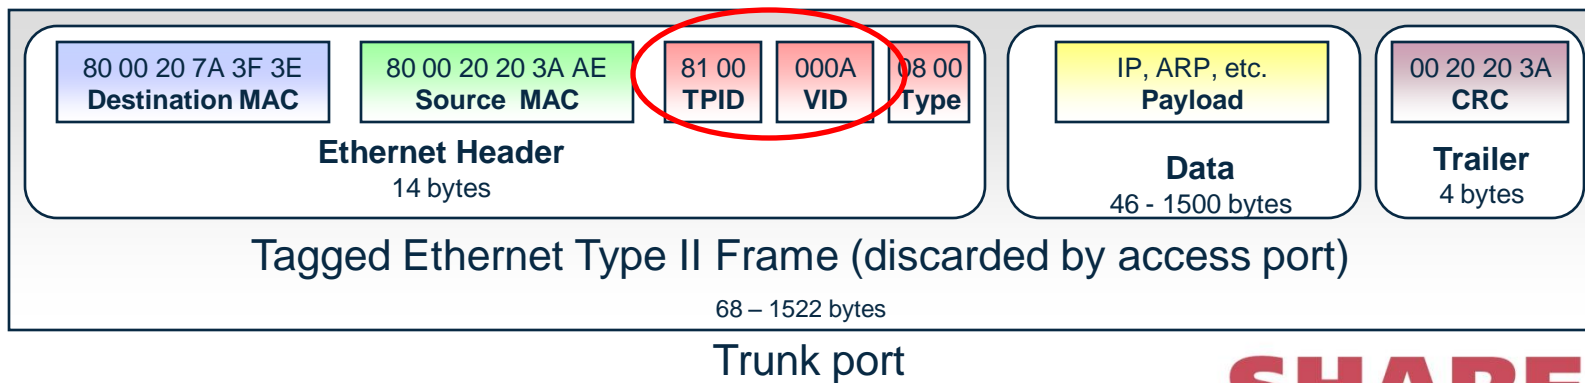 80 00 20 7A 3F 3E
Destination MAC
80 00 20 20 3A AE
Source MAC
81 00
TPID
000A
VID
08 00
Type
Ethernet Header
14 bytes
IP, ARP, etc.
Payload
Data
46 - 1500 bytes
00 20 20 3A
CRC
Trailer
4 bytes
Tagged Ethernet Type II Frame (discarded by access port)
68 – 1522 bytes
Trunk port
SHARE